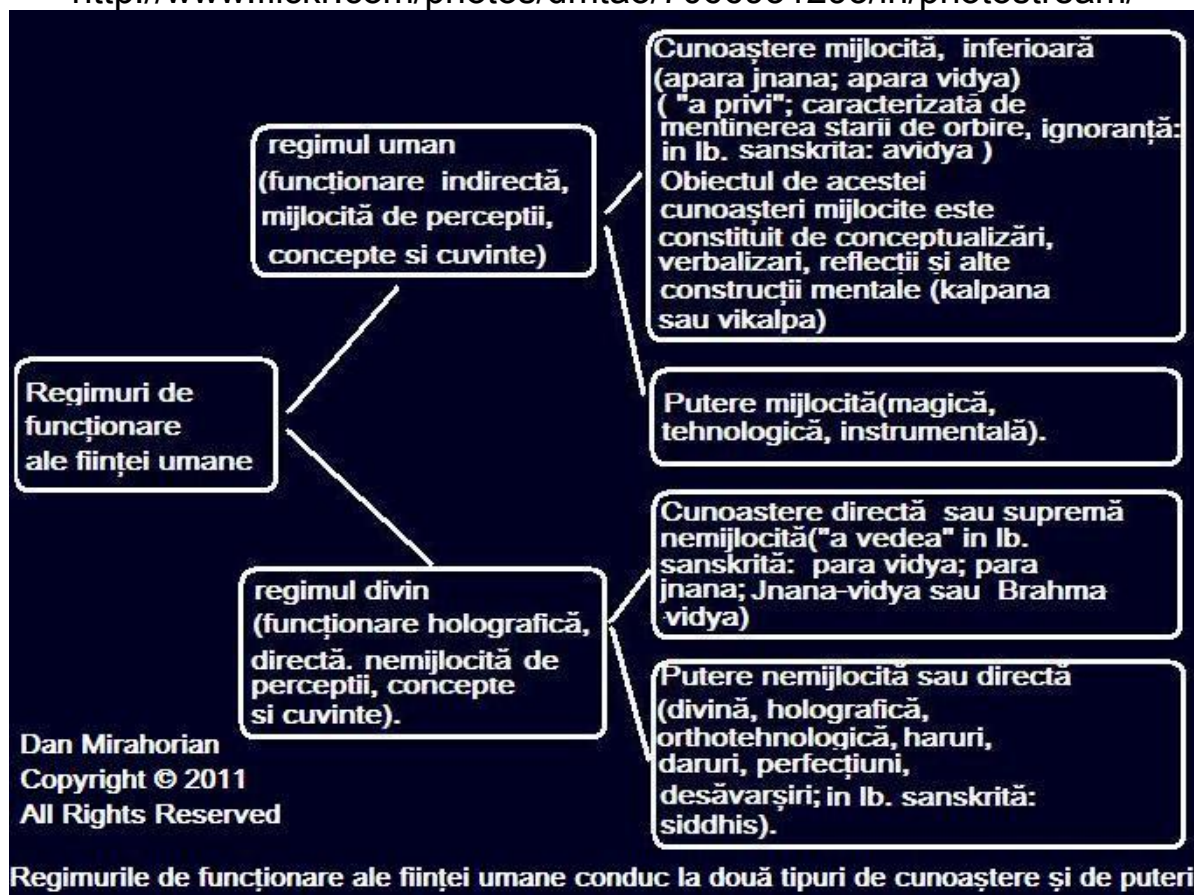 Cunoaștere mijlocită, inferioară
(apara jnana; apara vidya)
( "a privi"; caracterizată de
mentinerea starii de orbire, ignoranță:
in lb. sanskrita: avidya )
Obiectul de acestei
cunoașteri mijlocite este
constituit de conceptualizări,
verbalizari, reflecții și alte
construcții mentale (kalpana
sau vikalpa)
regimul uman
(funcționare indirectă,
mijlocită de perceptii,
concepte si cuvinte)
Putere mijlocită(magică,
tehnologică, instrumentală).
Regimuri de
funcționare
ale ființei umane
Cunoastere directă sau supremă
nemijlocită("a vedea" in lb.
sanskrită: para vidya; para
jnana; Jnana-vidya sau Brahma
vidya)
regimul divin
(funcționare holografică,
directă. nemijlocită de
perceptii, concepte
si cuvinte).
Putere nemijlocită sau directă
(divină, holografică,
orthotehnologică, haruri,
daruri, perfecțiuni,
desăvarșiri; in lb. sanskrită:
siddhis).
Dan Mirahorian
Copyright © 2011
All Rights Reserved
Regimurile de funcționare ale ființei umane conduc la două tipuri de cunoaștere și de puteri